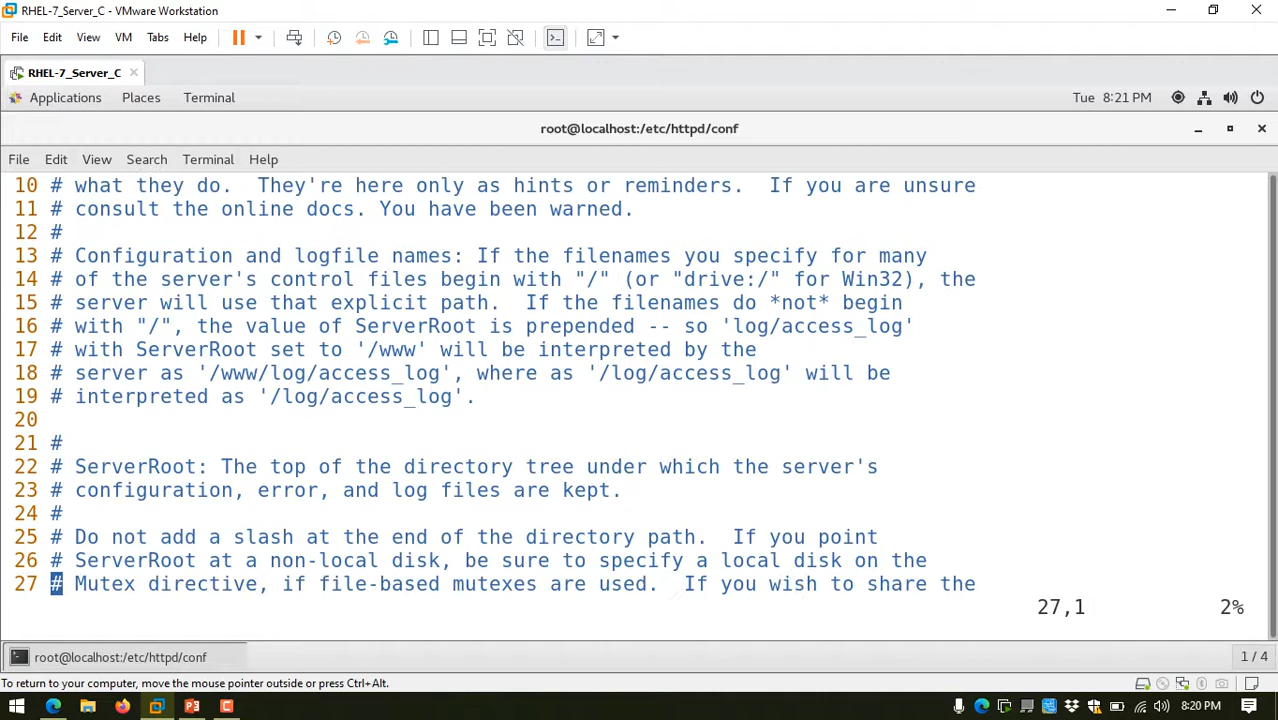 RHEL-7_Server_C - VMware Workstation
File Edit View VM Tabs Help
RHEL-7_Server_C
Applications Places Terminal Tue 8:21 PM
root@localhost:/etc/httpd/conf
File Edit View Search Terminal Help
10 # what they do.  They're here only as hints or reminders.  If you are unsure
11 # consult the online docs. You have been warned.
12 #
13 # Configuration and logfile names: If the filenames you specify for many
14 # of the server's control files begin with "/" (or "drive:/" for Win32), the
15 # server will use that explicit path.  If the filenames do *not* begin
16 # with "/", the value of ServerRoot is prepended -- so 'log/access_log'
17 # with ServerRoot set to '/www' will be interpreted by the
18 # server as '/www/log/access_log', where as '/log/access_log' will be
19 # interpreted as '/log/access_log'.
20
21 #
22 # ServerRoot: The top of the directory tree under which the server's
23 # configuration, error, and log files are kept.
24 #
25 # Do not add a slash at the end of the directory path.  If you point
26 # ServerRoot at a non-local disk, be sure to specify a local disk on the
27 # Mutex directive, if file-based mutexes are used.  If you wish to share the
27,1 2%
root@localhost:/etc/httpd/conf 1 / 4
To return to your computer, move the mouse pointer outside or press Ctrl+Alt.
8:20 PM